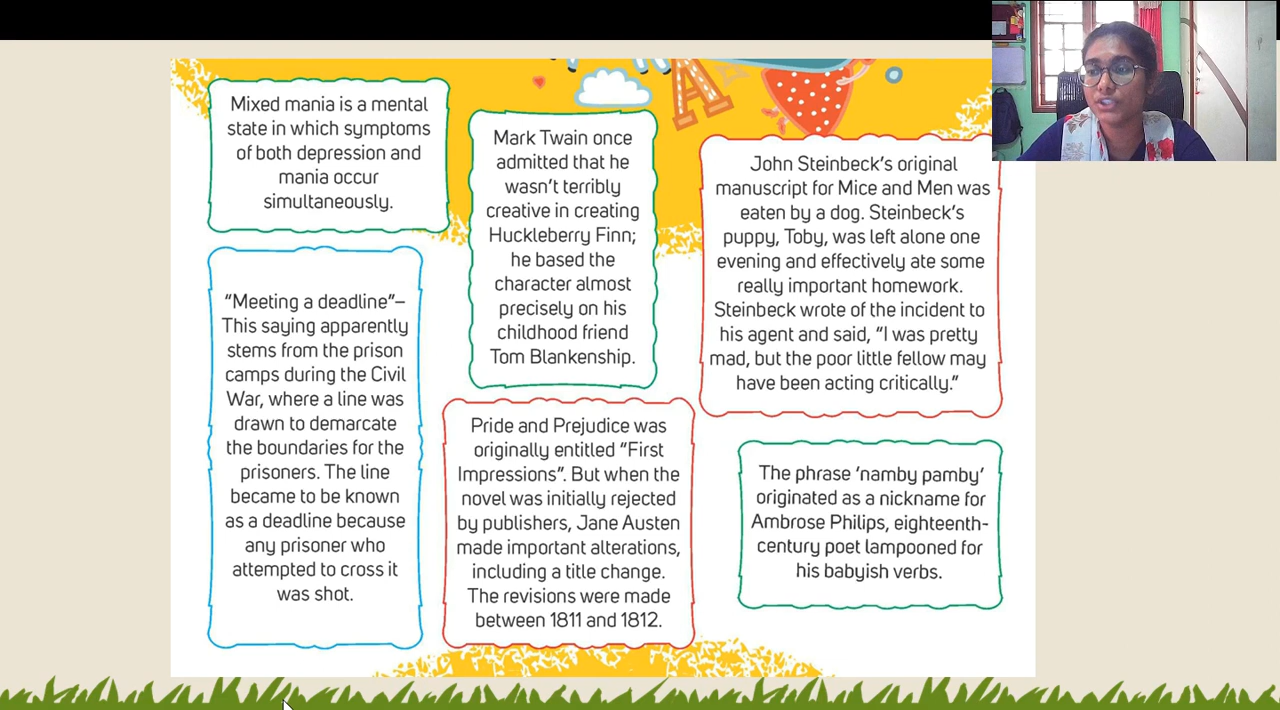 Mixed mania is a mental
state in which symptoms
of both depression and
mania occur
simultaneously.
Mark Twain once
admitted that he
wasn't terribly
creative in creating
Huckleberry Finn;
he based the
character almost
precisely on his
childhood friend
Tom Blankenship.
John Steinbeck's original
manuscript for Mice and Men was
eaten by a dog. Steinbeck's
puppy, Toby, was left alone one
evening and effectively ate some
really important homework.
Steinbeck wrote of the incident to
his agent and said, “I was pretty
mad, but the poor little fellow may
have been acting critically.”
“Meeting a deadline”–
This saying apparently
stems from the prison
camps during the Civil
War, where a line was
drawn to demarcate
the boundaries for the
prisoners. The line
became to be known
as a deadline because
any prisoner who
attempted to cross it
was shot.
Pride and Prejudice was
originally entitled “First
Impressions”. But when the
novel was initially rejected
by publishers, Jane Austen
made important alterations,
including a title change.
The revisions were made
between 1811 and 1812.
The phrase ‘namby pamby’
originated as a nickname for
Ambrose Philips, eighteenth-
century poet lampooned for
his babyish verbs.
A